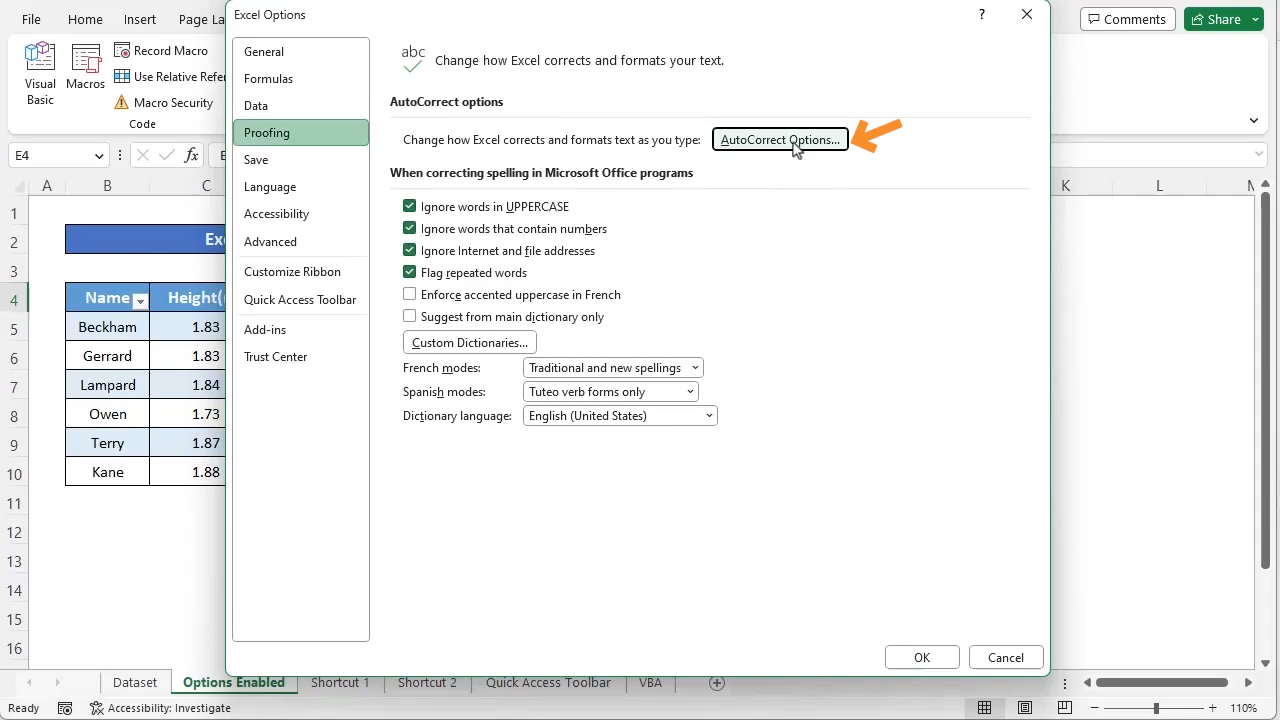 File Home Insert Page La
Comments Share
Visual Basic
Macros
Record Macro
Use Relative Refer
Macro Security
Code
Excel Options
?
General
Formulas
Data
Proofing
Save
Language
Accessibility
Advanced
Customize Ribbon
Quick Access Toolbar
Add-ins
Trust Center
abc
Change how Excel corrects and formats your text.
AutoCorrect options
Change how Excel corrects and formats text as you type: AutoCorrect Options...
When correcting spelling in Microsoft Office programs
Ignore words in UPPERCASE
Ignore words that contain numbers
Ignore Internet and file addresses
Flag repeated words
Enforce accented uppercase in French
Suggest from main dictionary only
Custom Dictionaries...
French modes: Traditional and new spellings
Spanish modes: Tuteo verb forms only
Dictionary language: English (United States)
OK Cancel
E4 fx
A B C K L
1
2 Exc
3
4 Name Height(
5 Beckham 1.83
6 Gerrard 1.83
7 Lampard 1.84
8 Owen 1.73
9 Terry 1.87
10 Kane 1.88
11
12
13
14
15
16
Dataset Options Enabled Shortcut 1 Shortcut 2 Quick Access Toolbar VBA
Ready Accessibility: Investigate 110%